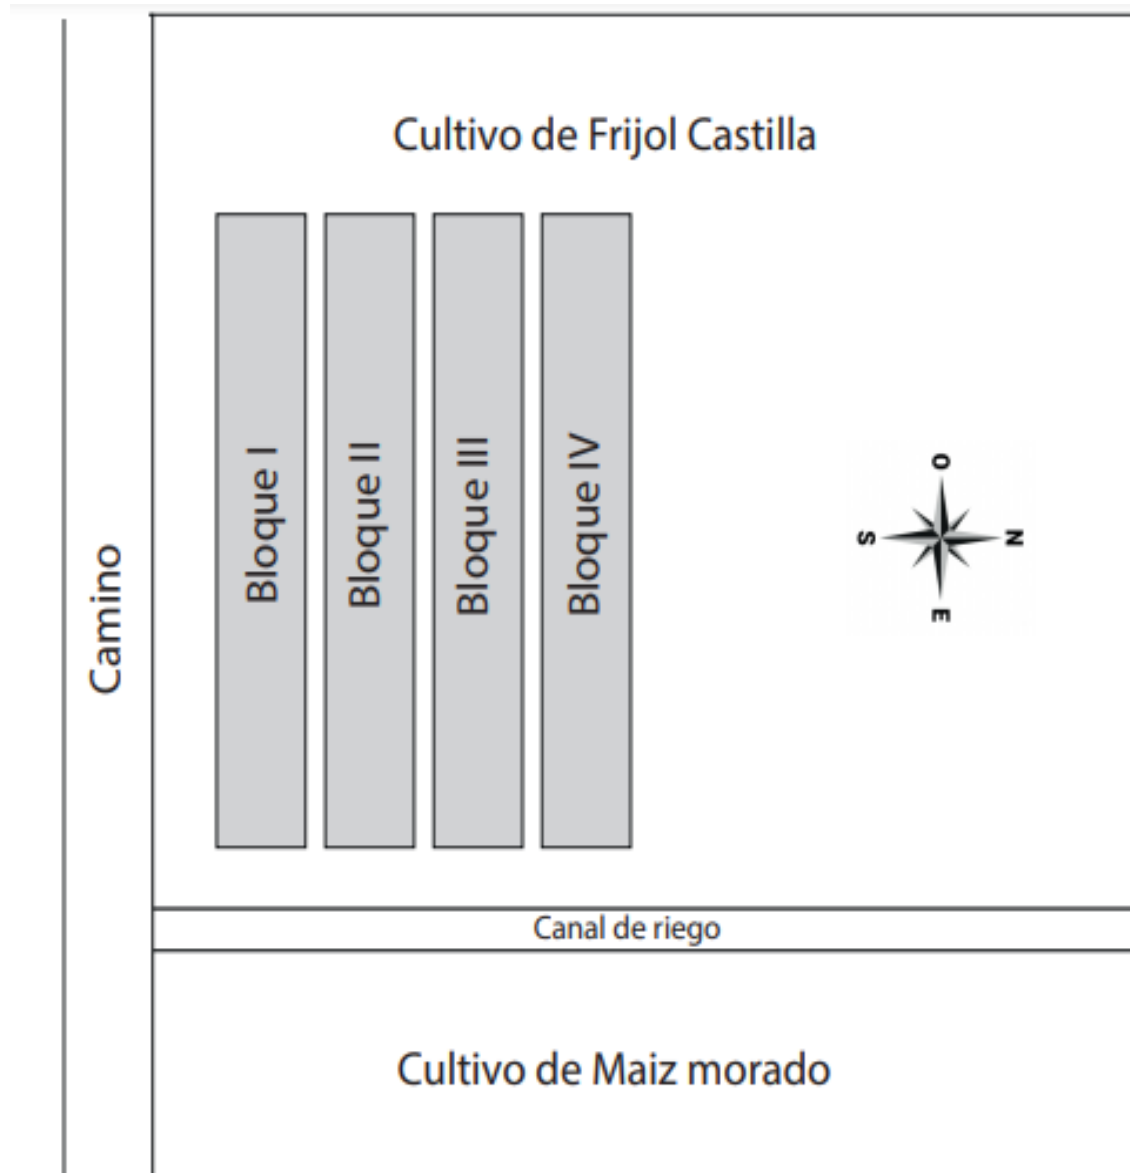 Cultivo de Frijol Castilla
Camino
Bloque I
Bloque II
Bloque III
Bloque IV
O
S
N
E
Canal de riego
Cultivo de Maiz morado